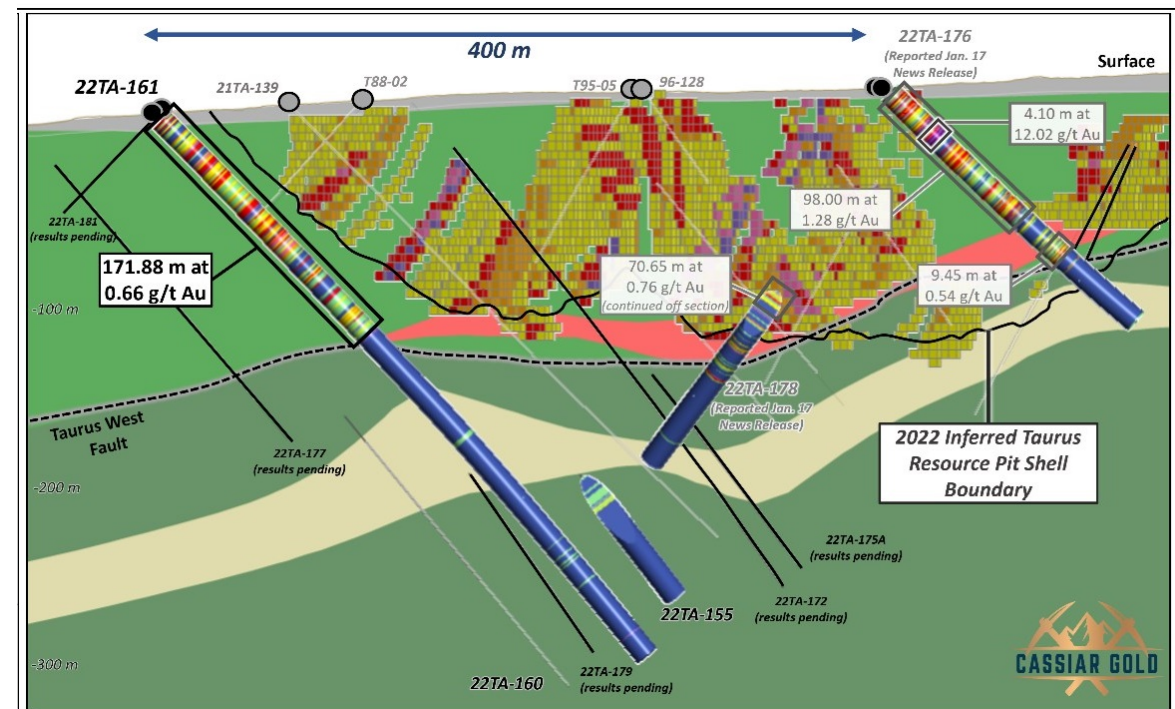 400 m
22TA-176
(Reported Jan. 17
News Release)
Surface
22TA-161
21TA-139
T88-02
T95-05
96-128
4.10 m at
12.02 g/t Au
98.00 m at
1.28 g/t Au
22TA-181
(results pending)
171.88 m at
0.66 g/t Au
70.65 m at
0.76 g/t Au
(continued off section)
9.45 m at
0.54 g/t Au
-100 m
22TA-178
(Reported Jan. 17
News Release)
Taurus West
Fault
22TA-177
(results pending)
2022 Inferred Taurus
Resource Pit Shell
Boundary
-200 m
22TA-175A
(results pending)
22TA-155
22TA-172
(results pending)
-300 m
22TA-160
22TA-179
(results pending)
CASSIAR GOLD